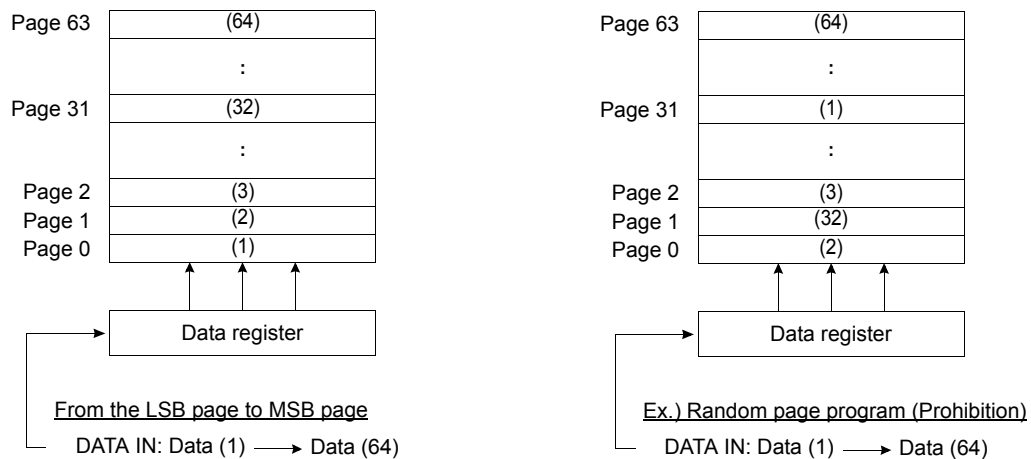 Page 63 (64)
:
Page 31 (32)
:
Page 2 (3)
Page 1 (2)
Page 0 (1)
Data register
From the LSB page to MSB page
DATA IN: Data (1) Data (64)
Page 63 (64)
:
Page 31 (1)
:
Page 2 (3)
Page 1 (32)
Page 0 (2)
Data register
Ex.) Random page program (Prohibition)
DATA IN: Data (1) Data (64)